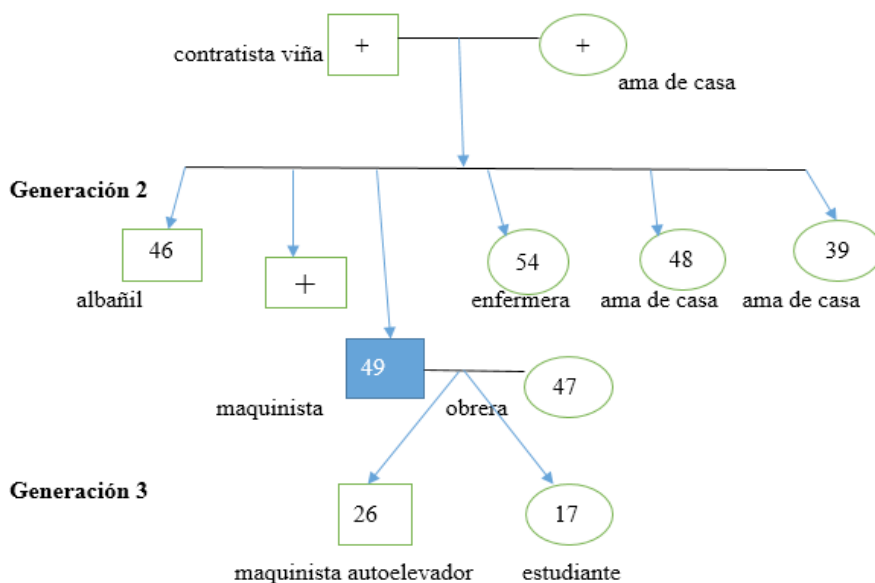 + +
contratista viña
ama de casa
Generación 2
46 + 54 48 39
albañil enfermera ama de casa ama de casa
49 47
maquinista obrera
Generación 3
26 17
maquinista autoelevador estudiante